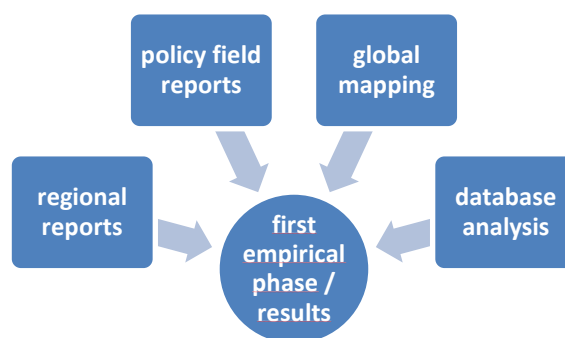 policy field
reports
global
mapping
regional
reports
database
analysis
first
empirical
phase /
results